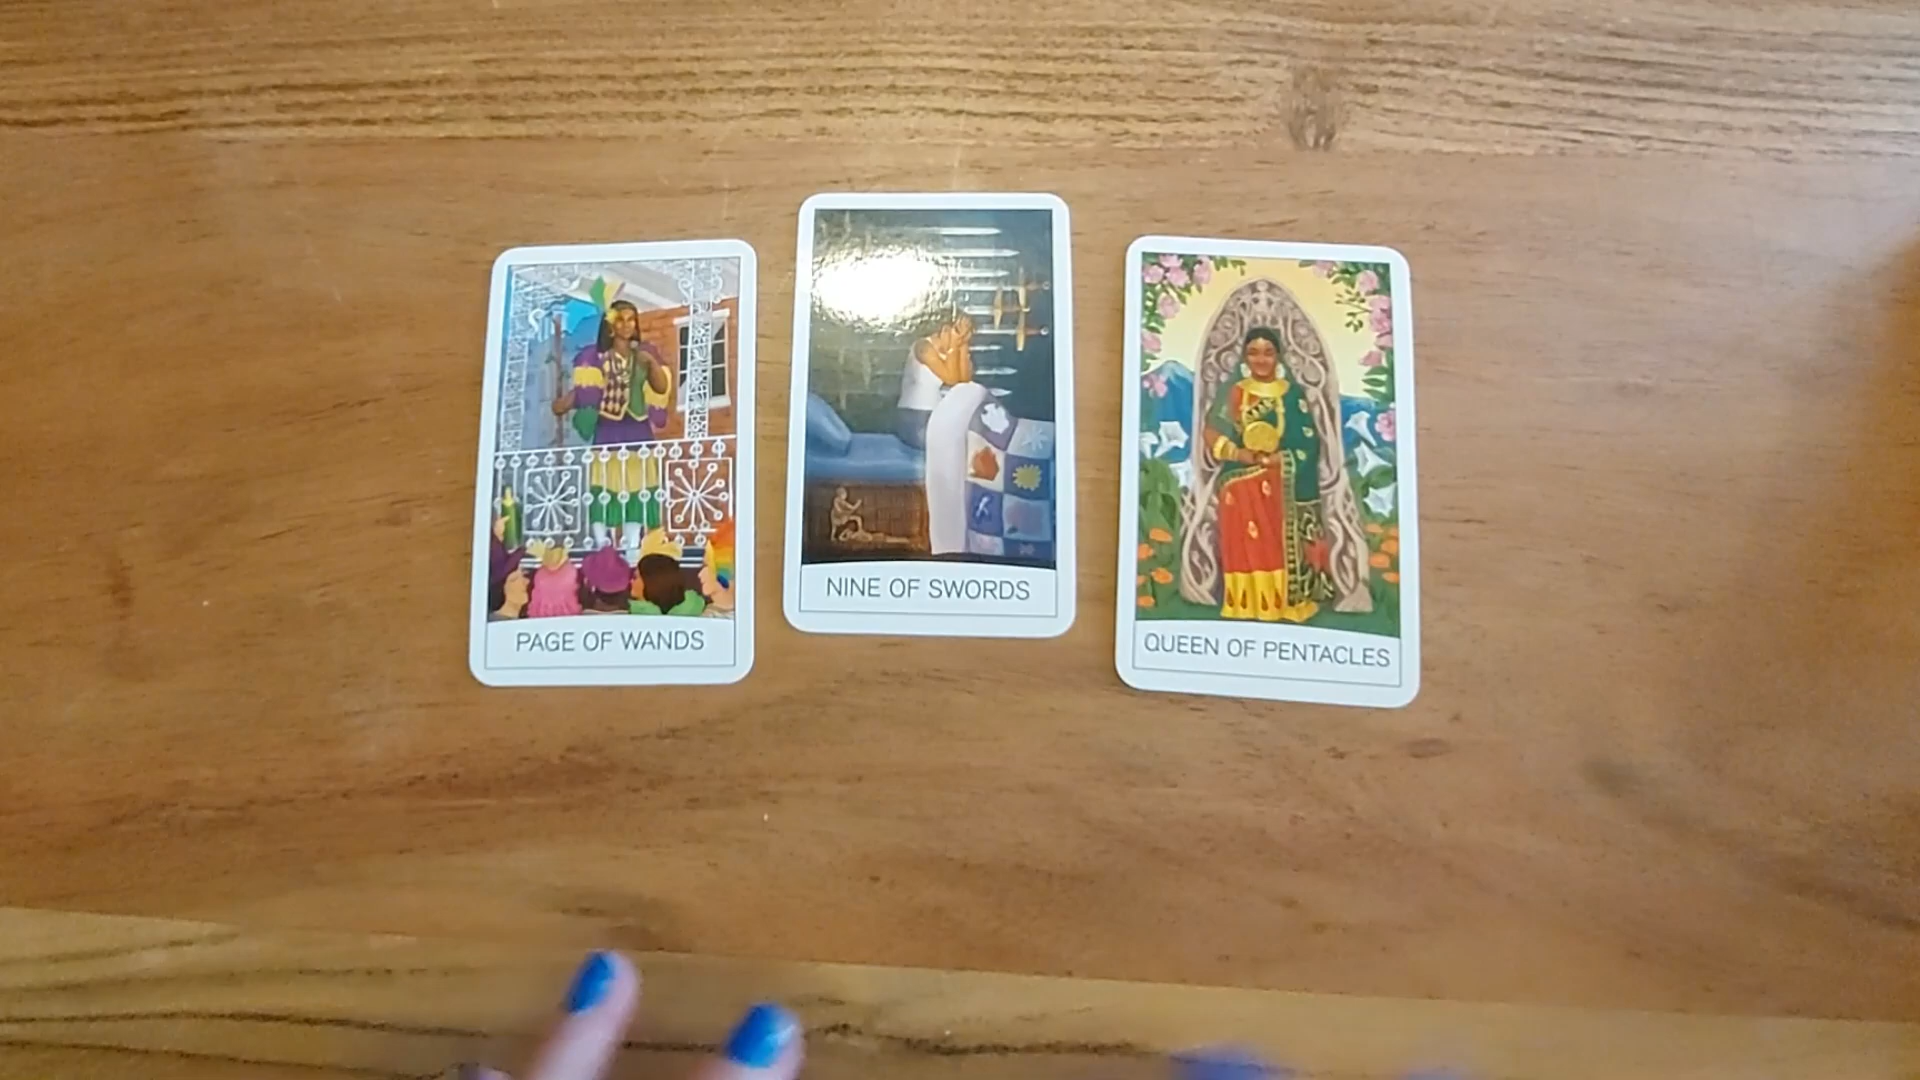 PAGE OF WANDS
NINE OF SWORDS
QUEEN OF PENTACLES